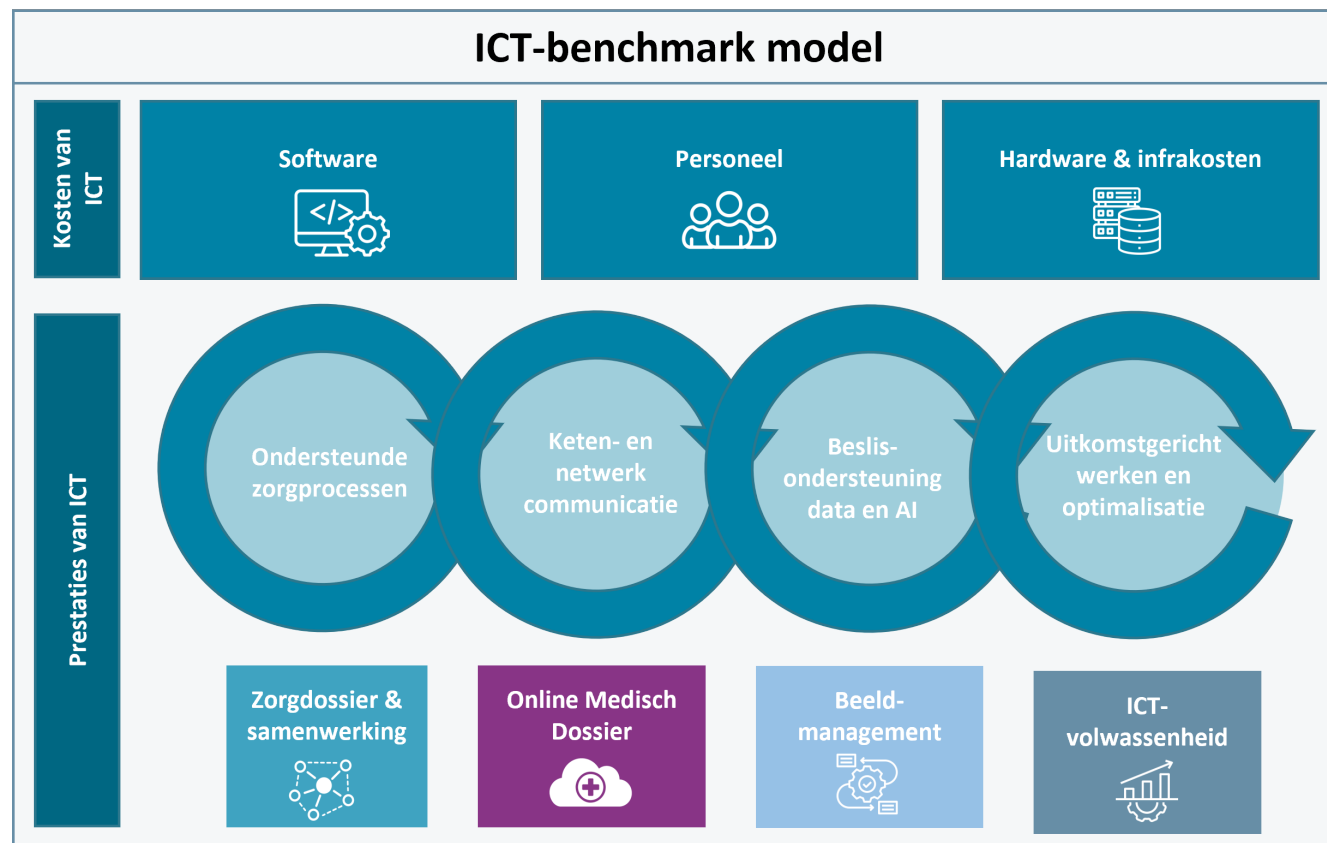 ICT-benchmark model
Kosten van
ICT
Software
</>
Personeel
Hardware & infrakosten
Prestaties van ICT
Ondersteunde
zorgprocessen
Keten- en
netwerk
communicatie
Beslis-
ondersteuning
data en AI
Uitkomstgericht
werken en
optimalisatie
Zorgdossier &
samenwerking
Online Medisch
Dossier
Beeld-
management
ICT-
volwassenheid